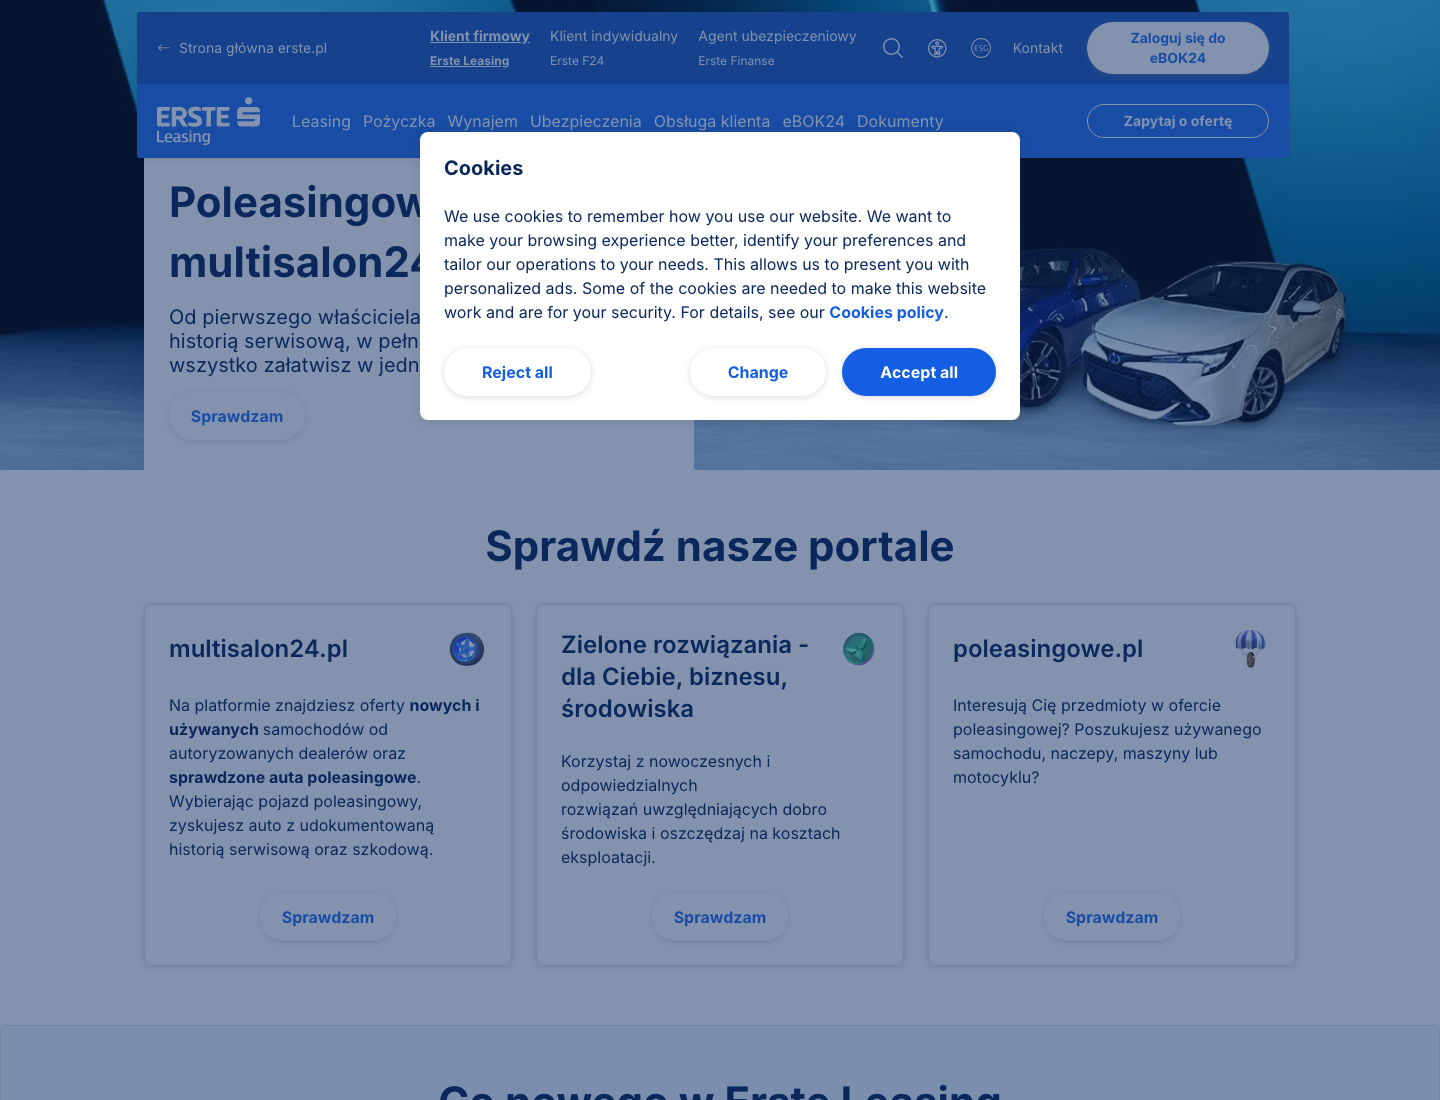 Strona główna erste.pl
Klient firmowy
Erste Leasing
Klient indywidualny
Erste F24
Agent ubezpieczeniowy
Erste Finanse
ESG
Kontakt
Zaloguj się do
eBOK24
ERSTE
Leasing
Leasing Pożyczka Wynajem Ubezpieczenia Obsługa klienta eBOK24 Dokumenty
Zapytaj o ofertę
Cookies
We use cookies to remember how you use our website. We want to
make your browsing experience better, identify your preferences and
tailor our operations to your needs. This allows us to present you with
personalized ads. Some of the cookies are needed to make this website
work and are for your security. For details, see our Cookies policy.
Reject all
Change
Accept all
multisalon24
Od pierwszego właściciela
historią serwisową, w
wszystko załatwisz w
Sprawdzam
Sprawdź nasze portale
multisalon24.pl
Na platformie znajdziesz oferty nowych i
używanych samochodów od
autoryzowanych dealerów oraz
sprawdzone auta poleasingowe.
Wybierając pojazd poleasingowy,
zyskujesz auto z udokumentowaną
historią serwisową oraz szkodową.
Sprawdzam
Zielone rozwiązania -
dla Ciebie, biznesu,
środowiska
Korzystaj z nowoczesnych i
odpowiedzialnych
rozwiązań uwzględniających dobro
środowiska i oszczędzaj na kosztach
eksploatacji.
Sprawdzam
poleasingowe.pl
Interesują Cię przedmioty w ofercie
poleasingowej? Poszukujesz używanego
samochodu, naczepy, maszyny lub
motocyklu?
Sprawdzam
Co nowego w Erste Leasing